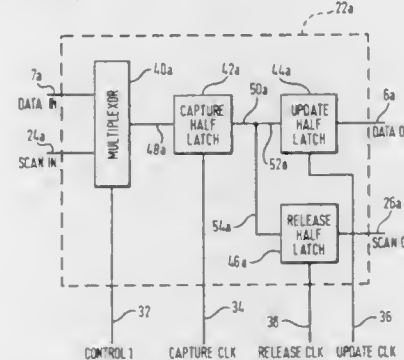 22a
7a
40a
42a
44a
50a
6a
DATA IN
MULTIPLEXOR
CAPTURE
HALF
LATCH
UPDATE
HALF
LATCH
24a
48a
52a
DATA O
SCAN IN
54a
RELEASE
HALF
LATCH
26a
SCAN O
46a
32
34
38
36
CONTROL 1
CAPTURE CLK
RELEASE CLK
UPDATE CLK